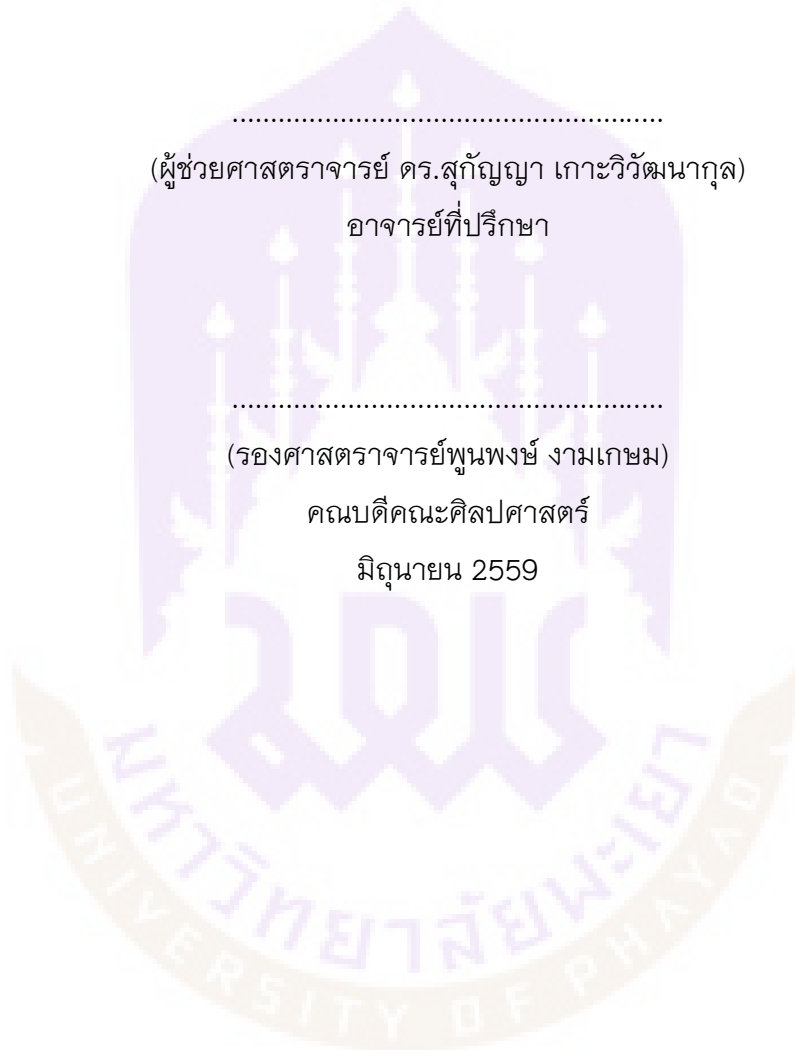 ........................................................
(ผู้ช่วยศาสตราจารย์ ดร.สุกัญญา เกาะวิวัฒนากุล)
อาจารย์ที่ปรึกษา
........................................................
(รองศาสตราจารย์พูนพงษ์ งามเกษม)
คณบดีคณะศิลปศาสตร์
มิถุนายน 2559
มหาวิทยาลัยพะเยา
UNIVERSITY OF PHAYAO